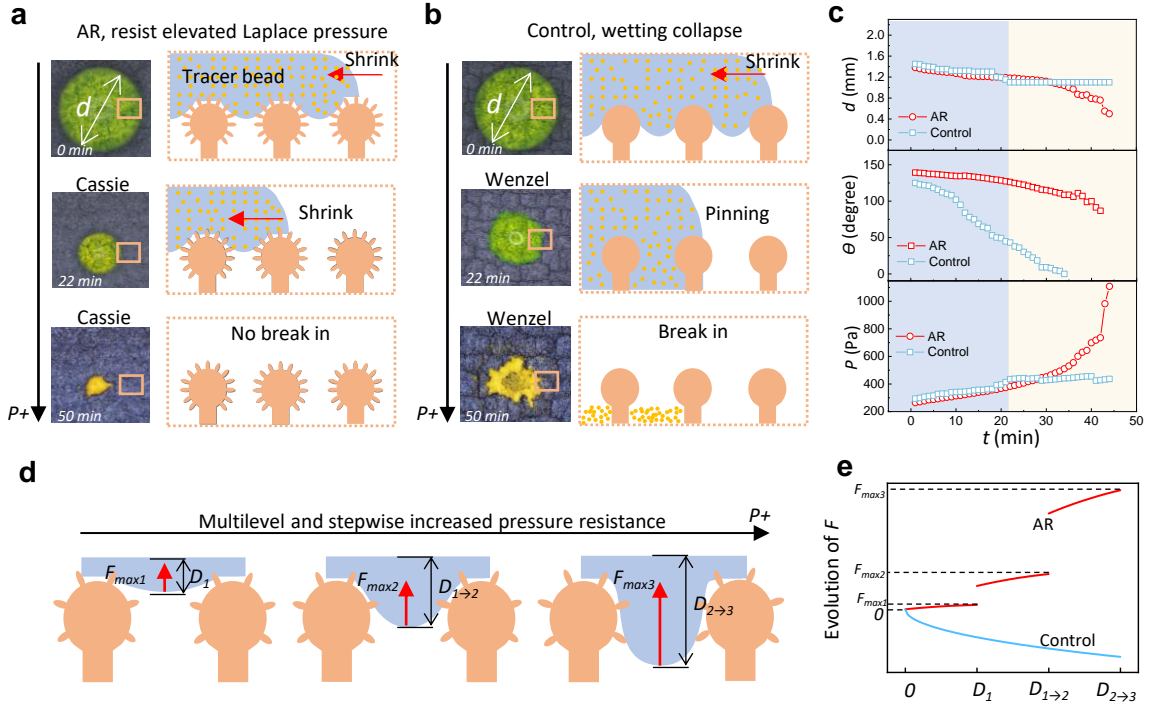 a
AR, resist elevated Laplace pressure
Tracer bead
Shrink
d
0 min
Cassie
Shrink
22 min
Cassie
No break in
50 min
P+
b
Control, wetting collapse
Shrink
0 min
Wenzel
Pinning
22 min
Wenzel
Break in
50 min
P+
c
d (mm)
2.0
1.6
1.2
0.8
0.4
0.0
AR
Control
Θ (degree)
150
100
50
0
AR
Control
P (Pa)
1000
800
600
400
200
AR
Control
0 10 20 30 40 50
t (min)
d
Multilevel and stepwise increased pressure resistance
P+
Fmax1
D1
Fmax2
D1→2
Fmax3
D2→3
e
Evolution of F
Fmax3
Fmax2
Fmax1
0
AR
Control
0 D1 D1→2 D2→3